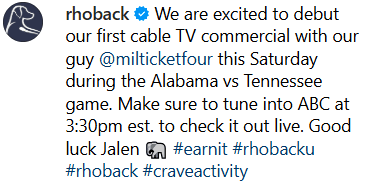 rhoback We are excited to debut
our first cable TV commercial with our
guy @milticketfour this Saturday
during the Alabama vs Tennessee
game. Make sure to tune into ABC at
3:30pm est. to check it out live. Good
luck Jalen 🐘 #earnit #rhobacku
#rhoback #craveactivity